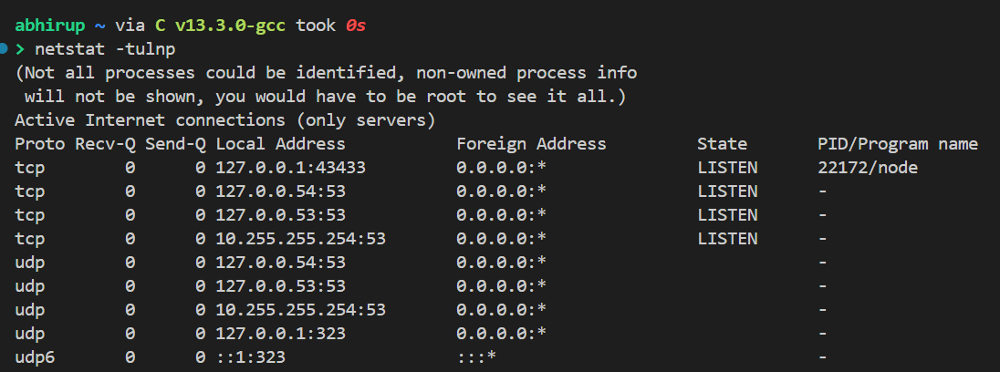 abhirup ~ via C v13.3.0-gcc took 0s
> netstat -tulnp
(Not all processes could be identified, non-owned process info
 will not be shown, you would have to be root to see it all.)
Active Internet connections (only servers)
Proto Recv-Q Send-Q Local Address           Foreign Address         State       PID/Program name
tcp        0      0 127.0.0.1:43433         0.0.0.0:*               LISTEN      22172/node
tcp        0      0 127.0.0.54:53           0.0.0.0:*               LISTEN      -
tcp        0      0 127.0.0.53:53           0.0.0.0:*               LISTEN      -
tcp        0      0 10.255.255.254:53       0.0.0.0:*               LISTEN      -
udp        0      0 127.0.0.54:53           0.0.0.0:*                           -
udp        0      0 127.0.0.53:53           0.0.0.0:*                           -
udp        0      0 10.255.255.254:53       0.0.0.0:*                           -
udp        0      0 127.0.0.1:323           0.0.0.0:*                           -
udp6       0      0 ::1:323                 :::*                                -